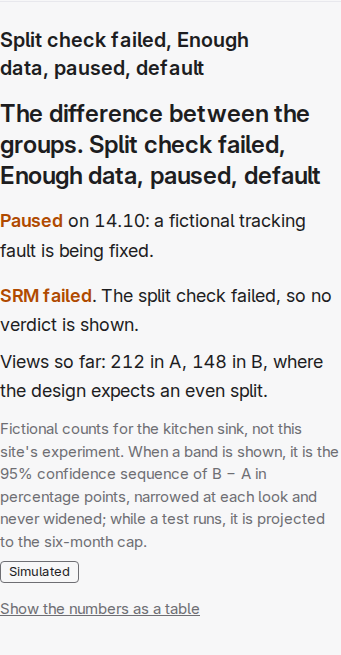 Split check failed, Enough
data, paused, default
The difference between the
groups. Split check failed,
Enough data, paused, default
Paused on 14.10: a fictional tracking
fault is being fixed.
SRM failed. The split check failed, so no
verdict is shown.
Views so far: 212 in A, 148 in B, where
the design expects an even split.
Fictional counts for the kitchen sink, not this
site's experiment. When a band is shown, it is the
95% confidence sequence of B − A in
percentage points, narrowed at each look and
never widened; while a test runs, it is projected
to the six-month cap.
Simulated
Show the numbers as a table